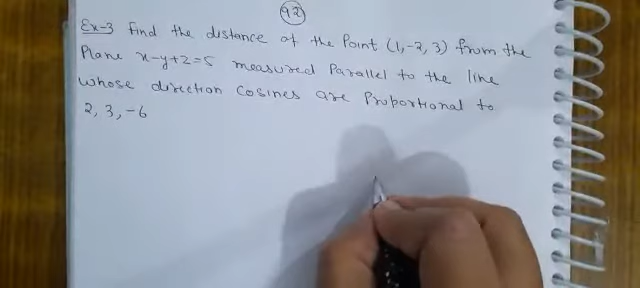 92
Ex-3 Find the distance of the Point (1,-2,3) from the
Plane x-y+z=5 measured Parallel to the line
whose direction cosines are Proportional to
2, 3, -6